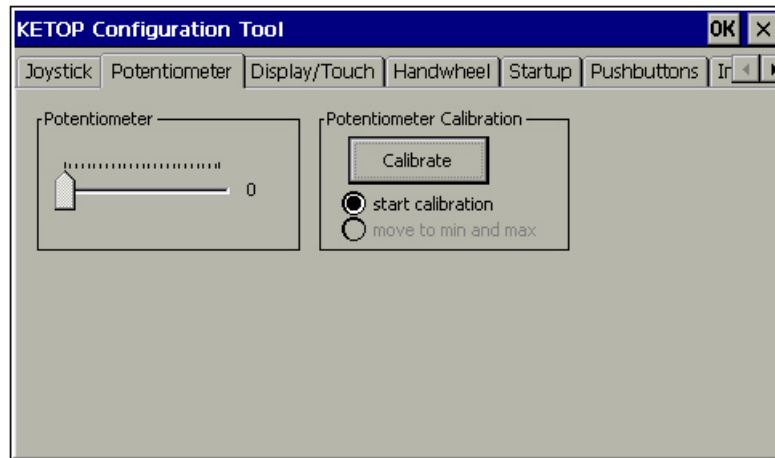 KETOP Configuration Tool OK
Joystick Potentiometer Display/Touch Handwheel Startup Pushbuttons
Potentiometer
0
Potentiometer Calibration
Calibrate
start calibration
move to min and max